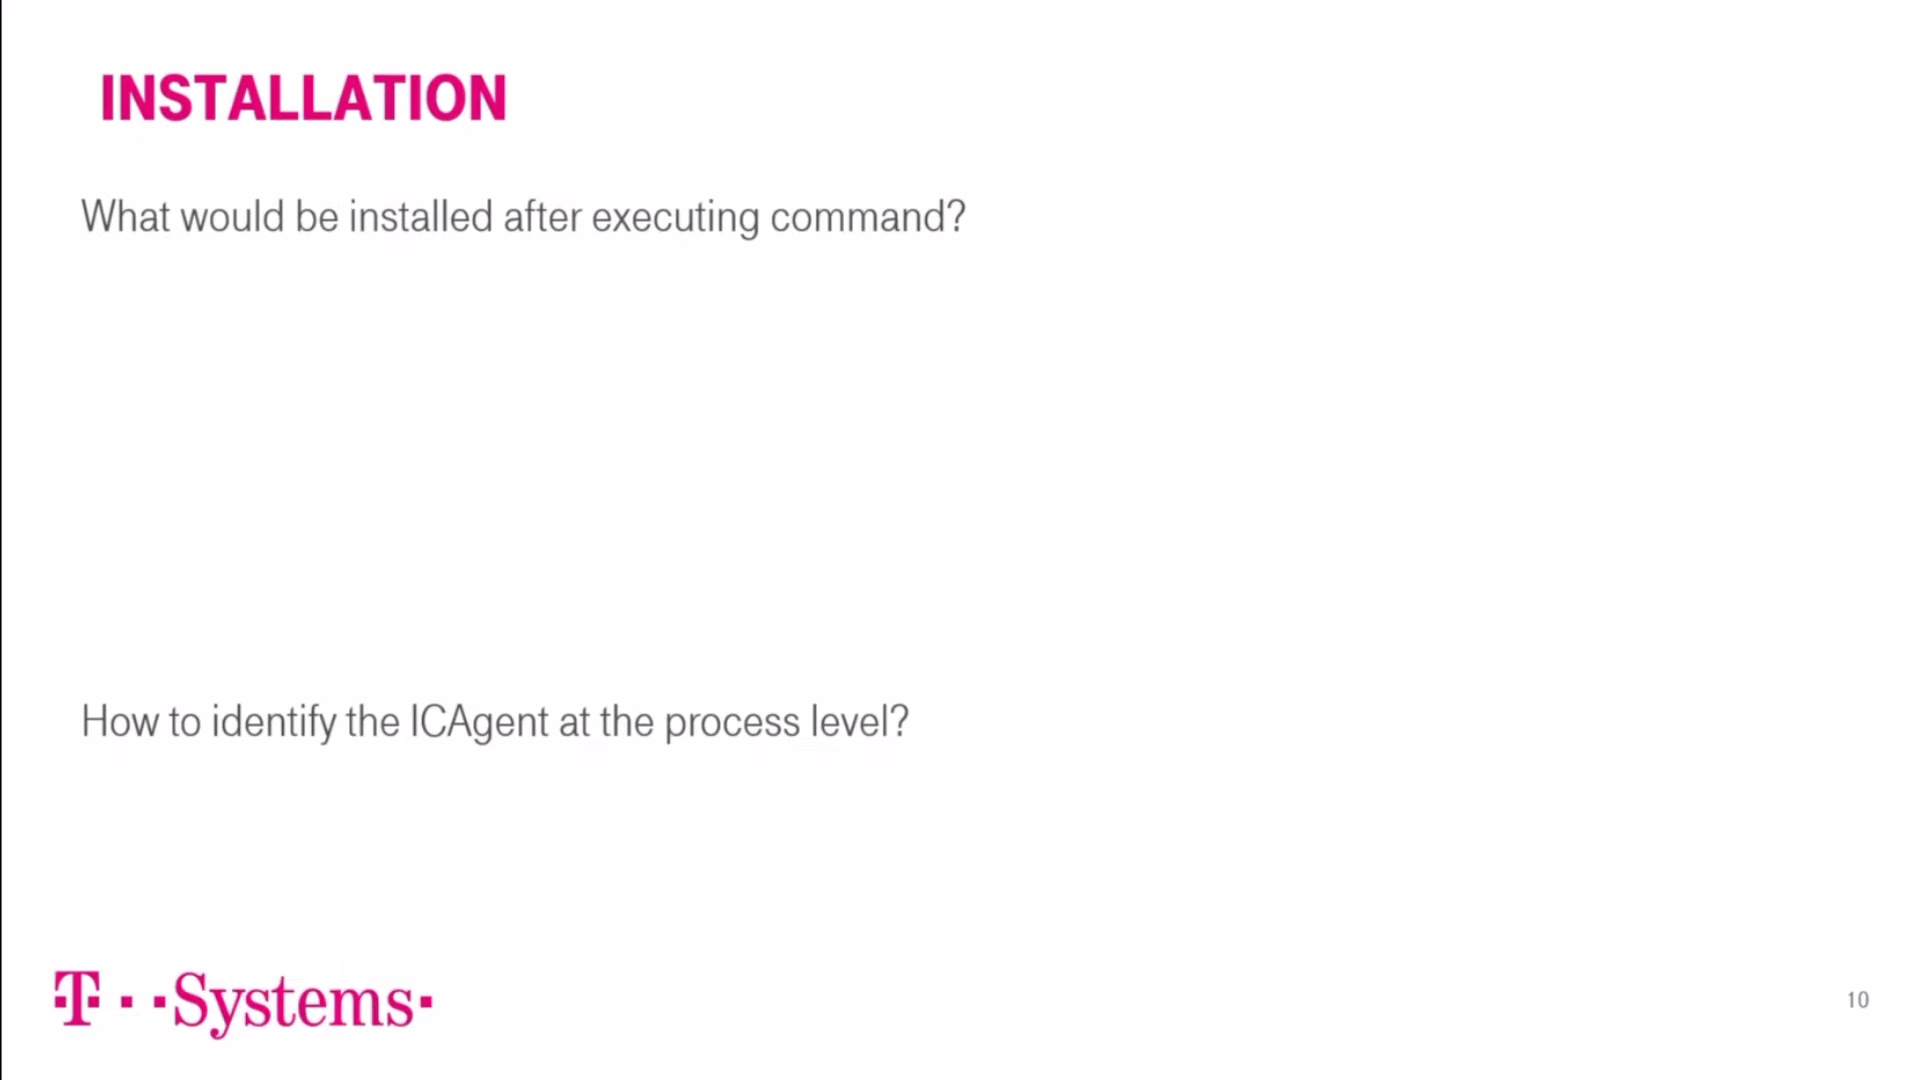 INSTALLATION
What would be installed after executing command?
How to identify the ICAgent at the process level?
T··Systems·
10